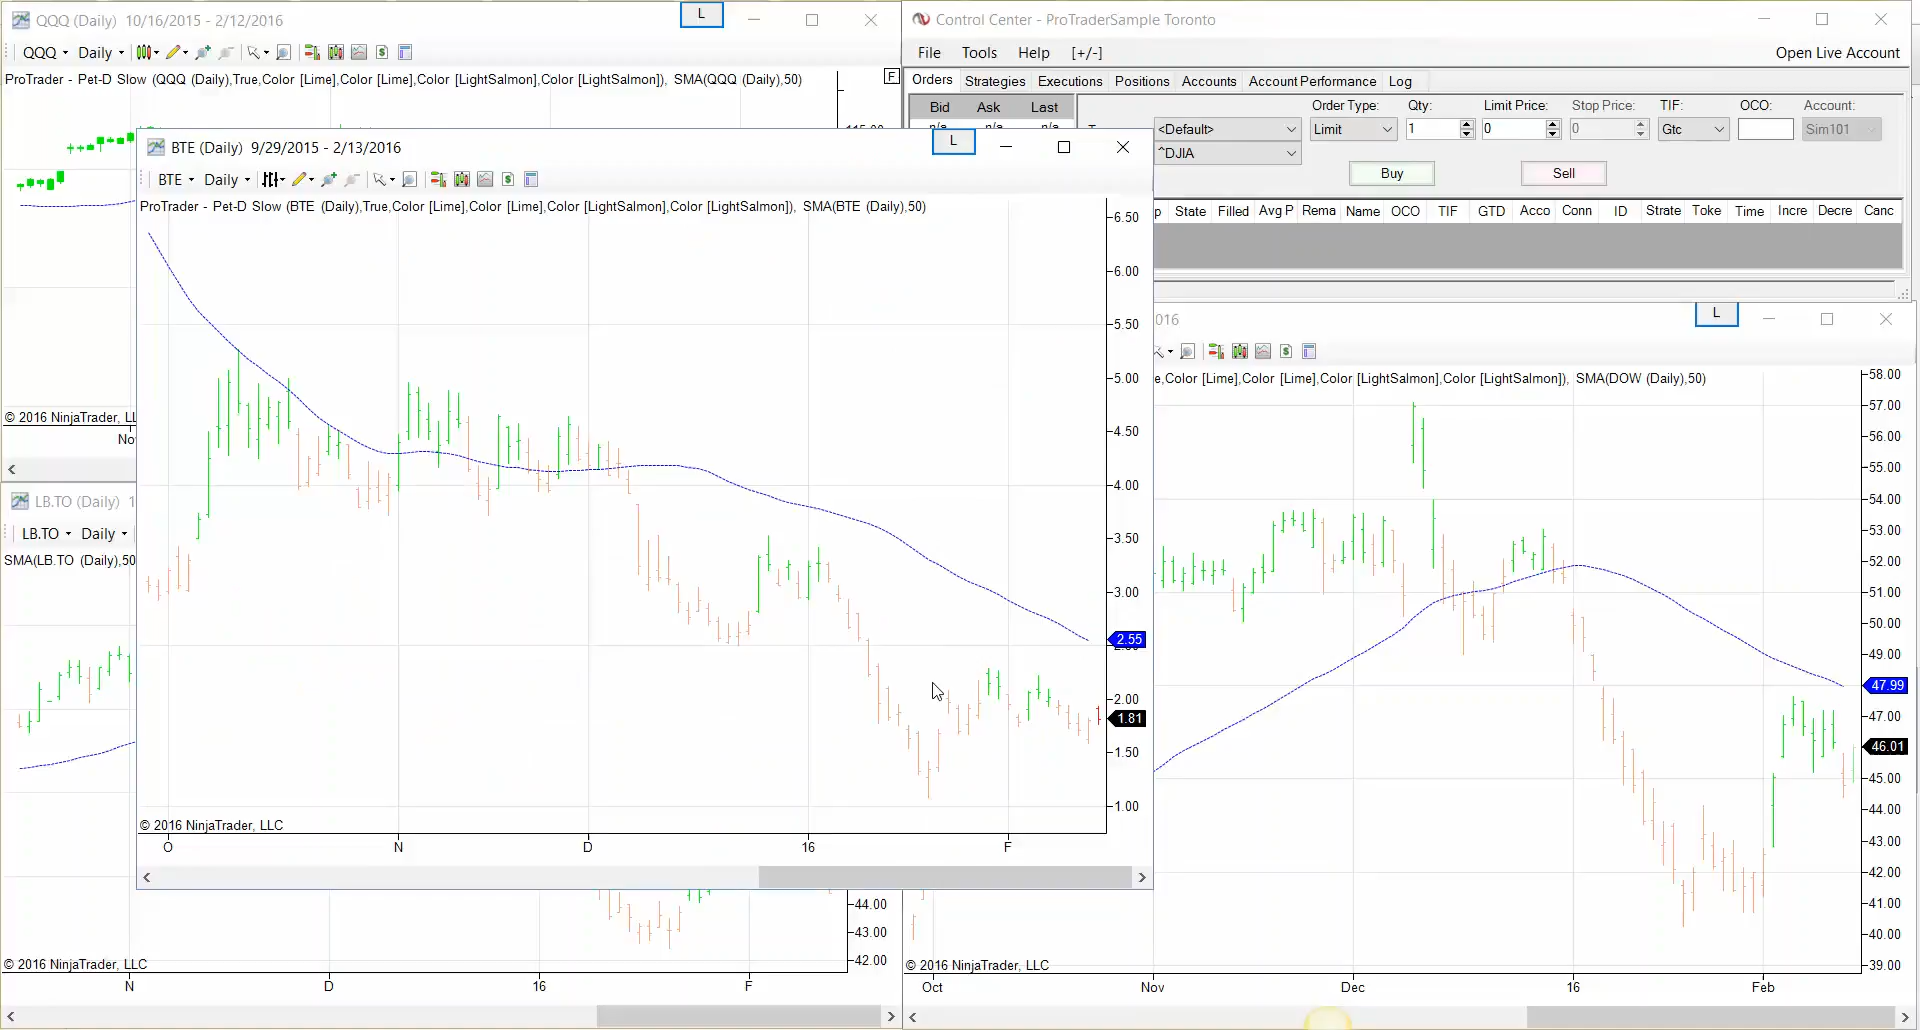 QQQ (Daily) 10/16/2015 - 2/12/2016
L
QQQ Daily
ProTrader - Pet-D Slow (QQQ (Daily),True,Color [Lime],Color [Lime],Color [LightSalmon],Color [LightSalmon]), SMA(QQQ (Daily),50)
F
© 2016 NinjaTrader, LL
Control Center - ProTraderSample Toronto
File Tools Help [+/-] Open Live Account
Orders Strategies Executions Positions Accounts Account Performance Log
Bid Ask Last
n/a n/a n/a
Order Type: Qty: Limit Price: Stop Price: TIF: OCO: Account:
<Default> Limit 1 0 0 Gtc Sim101
^DJIA
Buy Sell
p State Filled Avg P Rema Name OCO TIF GTD Acco Conn ID Strate Toke Time Incre Decre Canc
BTE (Daily) 9/29/2015 - 2/13/2016
L
BTE Daily
ProTrader - Pet-D Slow (BTE (Daily),True,Color [Lime],Color [Lime],Color [LightSalmon],Color [LightSalmon]), SMA(BTE (Daily),50)
6.50
6.00
5.50
5.00
4.50
4.00
3.50
3.00
2.55
2.00
1.81
1.50
1.00
© 2016 NinjaTrader, LLC
O N D 16 F
LB.TO (Daily) 1
LB.TO Daily
SMA(LB.TO (Daily),50
44.00
43.00
42.00
© 2016 NinjaTrader, LLC
N D 16 F
016
L
e,Color [Lime],Color [Lime],Color [LightSalmon],Color [LightSalmon]), SMA(DOW (Daily),50)
58.00
57.00
56.00
55.00
54.00
53.00
52.00
51.00
50.00
49.00
47.99
47.00
46.01
45.00
44.00
43.00
42.00
41.00
40.00
39.00
© 2016 NinjaTrader, LLC
Oct Nov Dec 16 Feb